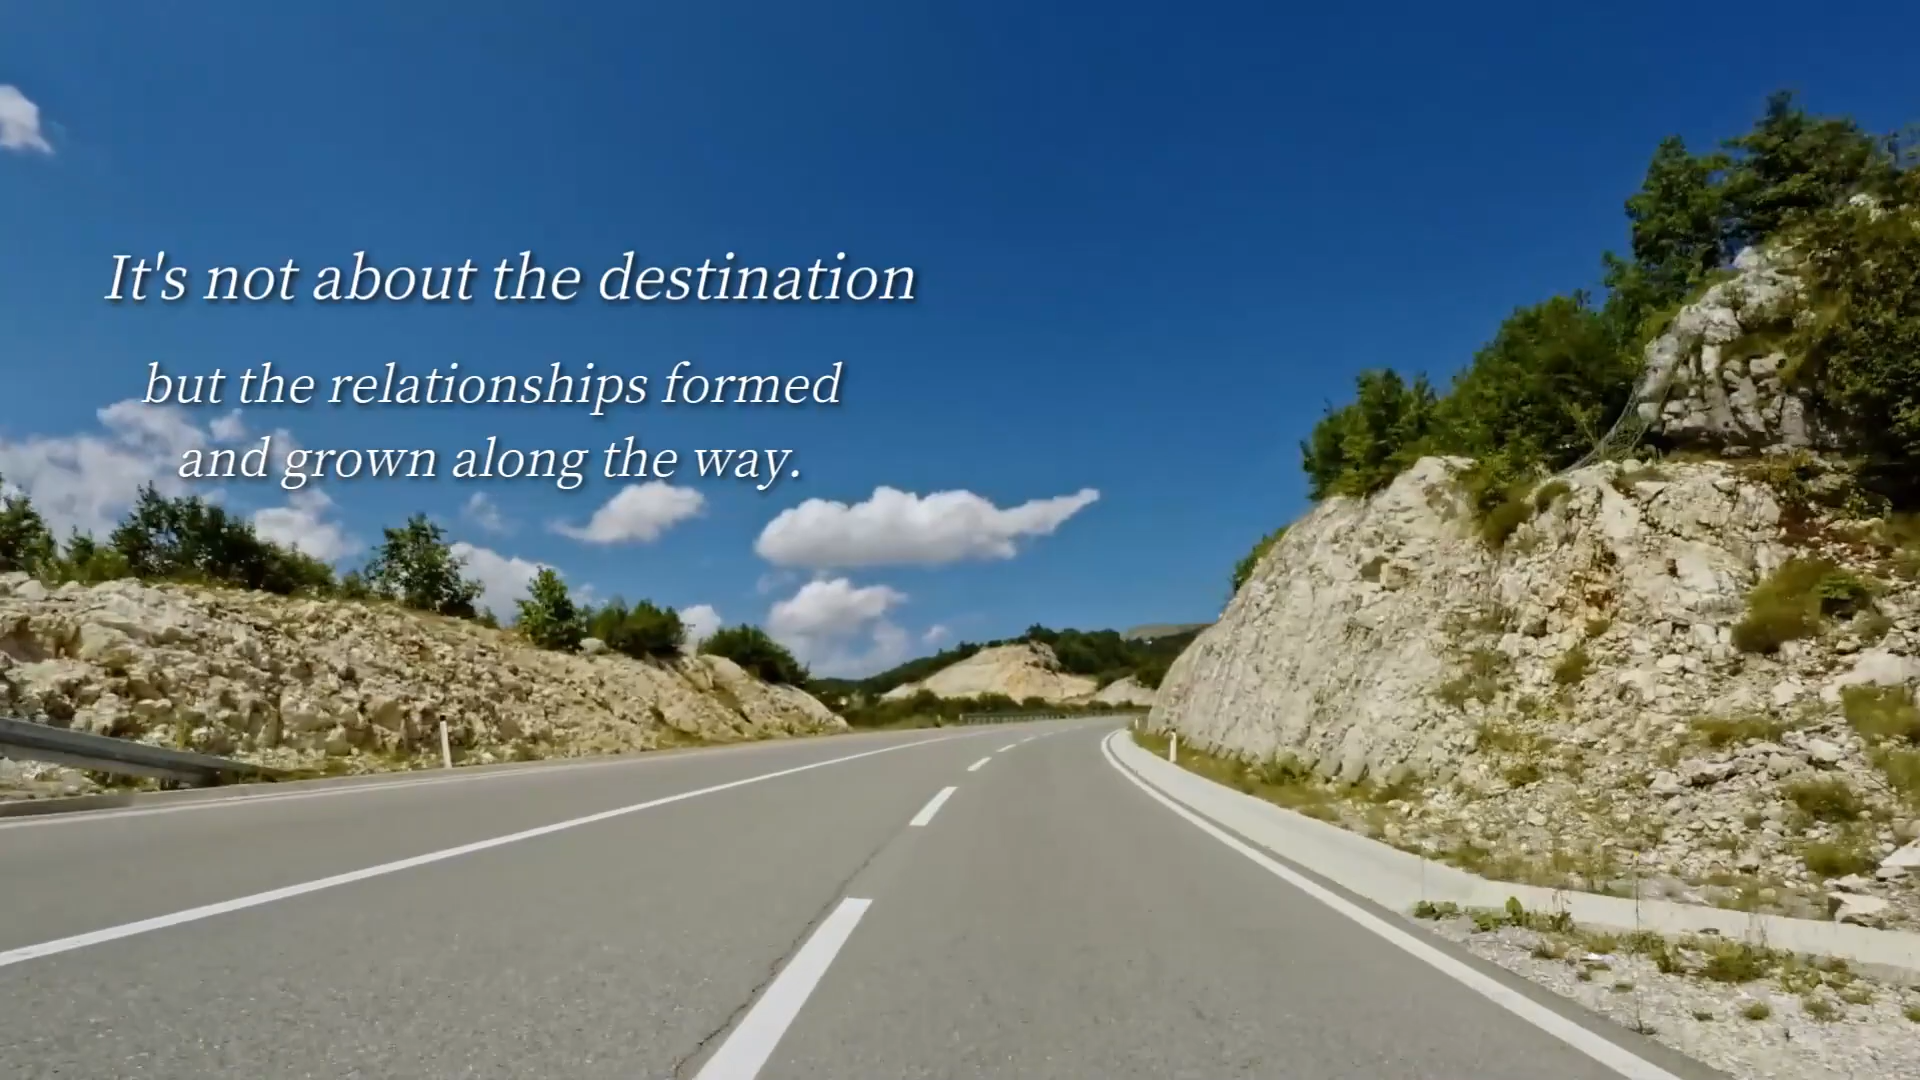 It's not about the destination
but the relationships formed
and grown along the way.